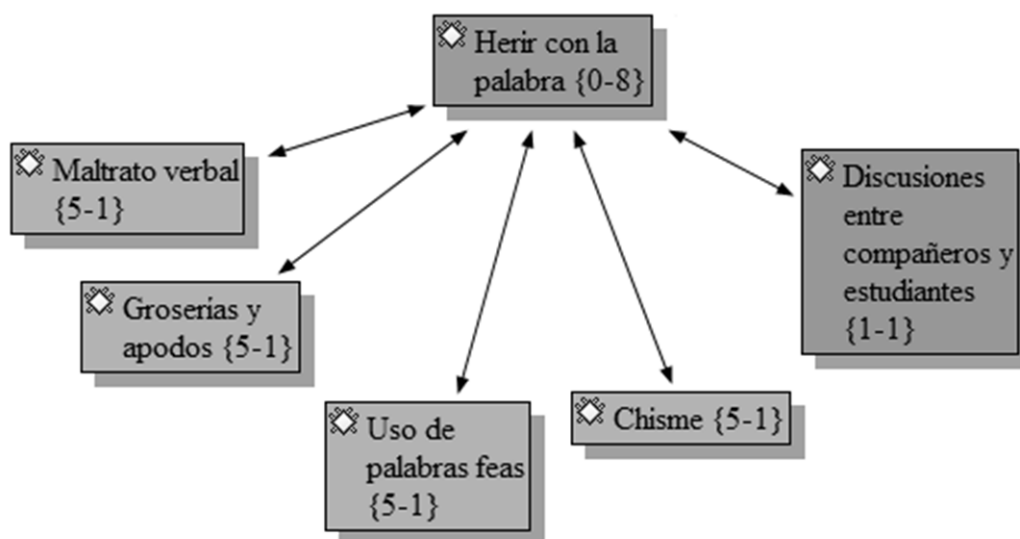 Herir con la
palabra {0-8}
Maltrato verbal
{5-1}
Groserías y
apodos {5-1}
Uso de
palabras feas
{5-1}
Chisme {5-1}
Discusiones
entre
compañeros y
estudiantes
{1-1}